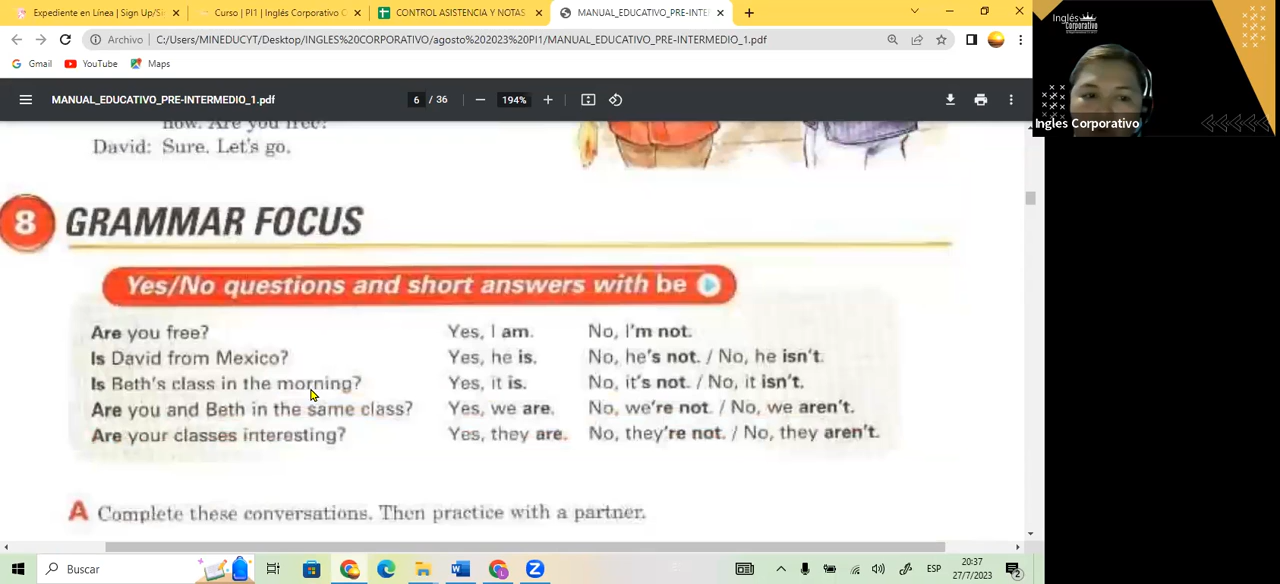 Expediente en Línea | Sign Up/Si
Curso | PI1 | Inglés Corporativo C
CONTROL ASISTENCIA Y NOTAS
MANUAL_EDUCATIVO_PRE-INTERME
Archivo
C:/Users/MINEDUCYT/Desktop/INGLES%20CORPORATIVO/agosto%202023%20PI1/MANUAL_EDUCATIVO_PRE-INTERMEDIO_1.pdf
Gmail YouTube Maps
MANUAL_EDUCATIVO_PRE-INTERMEDIO_1.pdf
6 / 36
194%
now. Are you free?
David: Sure. Let's go.
8 GRAMMAR FOCUS
Yes/No questions and short answers with be
Are you free? Yes, I am. No, I'm not.
Is David from Mexico? Yes, he is. No, he's not. / No, he isn't.
Is Beth's class in the morning? Yes, it is. No, it's not. / No, it isn't.
Are you and Beth in the same class? Yes, we are. No, we're not. / No, we aren't.
Are your classes interesting? Yes, they are. No, they're not. / No, they aren't.
A Complete these conversations. Then practice with a partner.
Inglés
Corporativo
Ingles Corporativo
Buscar
ESP
20:37
27/7/2023
2